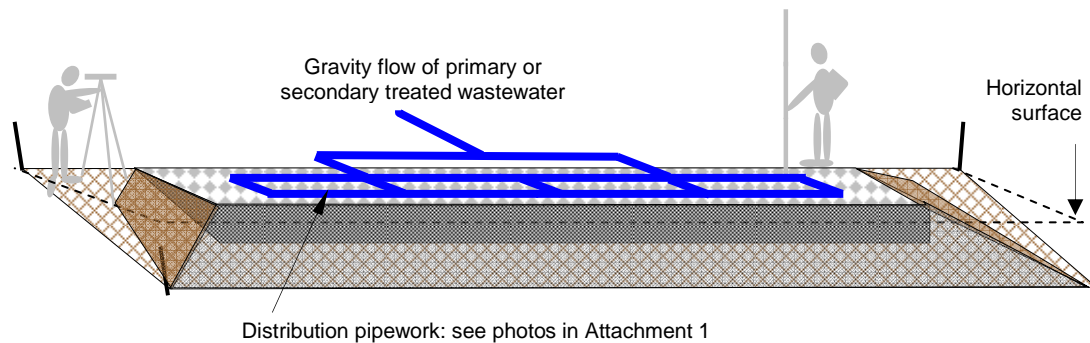 Gravity flow of primary or
secondary treated wastewater
Horizontal
surface
Distribution pipework: see photos in Attachment 1